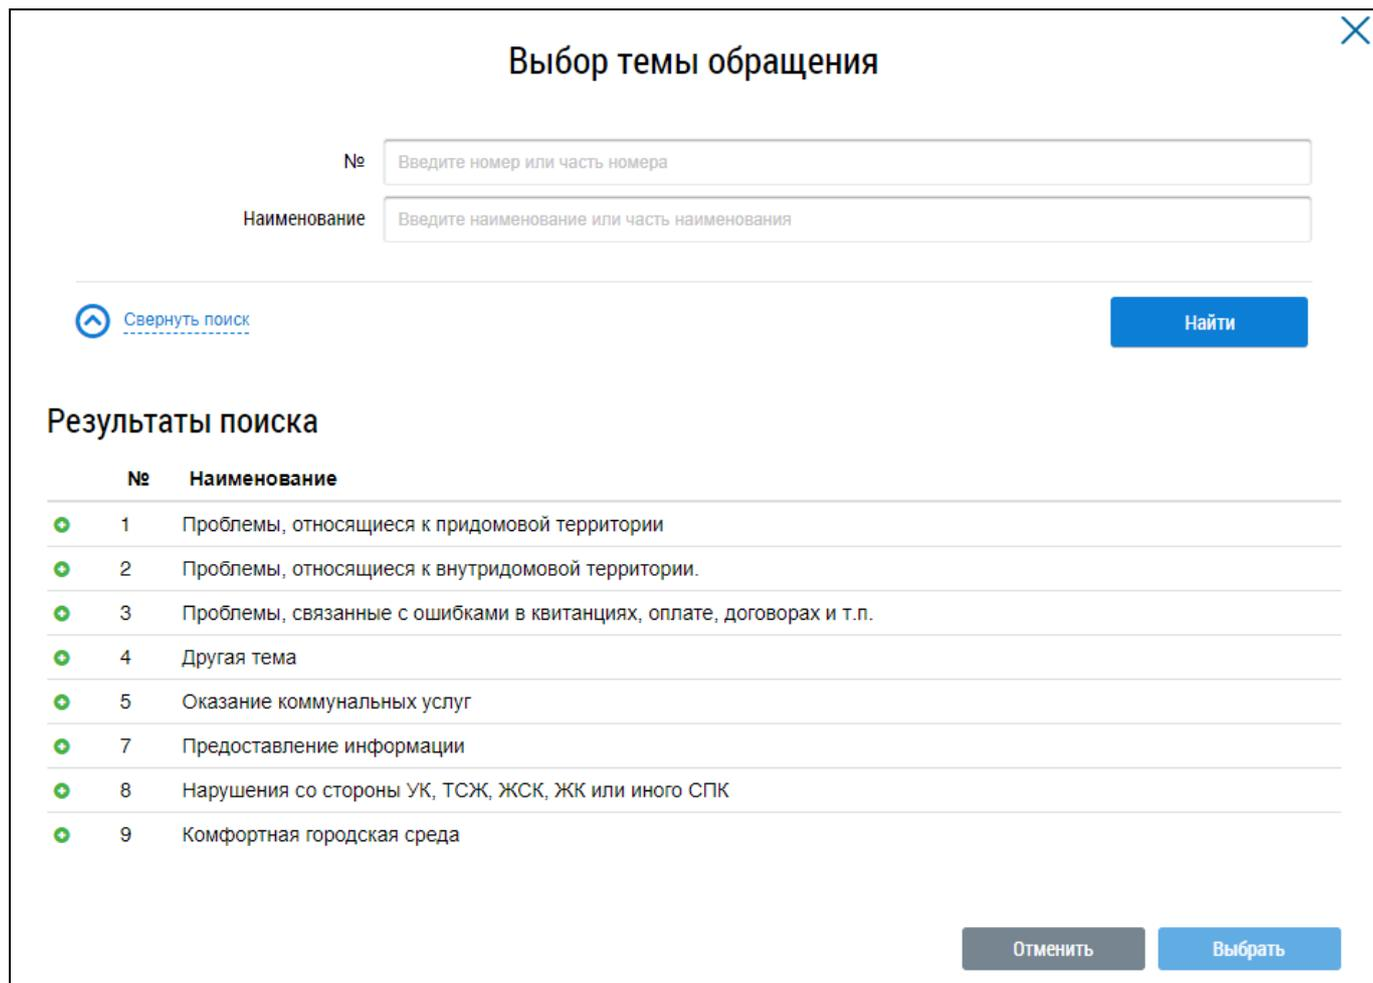 Выбор темы обращения
№ Введите номер или часть номера
Наименование Введите наименование или часть наименования
Свернуть поиск Найти
Результаты поиска
№ Наименование
1 Проблемы, относящиеся к придомовой территории
2 Проблемы, относящиеся к внутридомовой территории.
3 Проблемы, связанные с ошибками в квитанциях, оплате, договорах и т.п.
4 Другая тема
5 Оказание коммунальных услуг
7 Предоставление информации
8 Нарушения со стороны УК, ТСЖ, ЖСК, ЖК или иного СПК
9 Комфортная городская среда
Отменить Выбрать